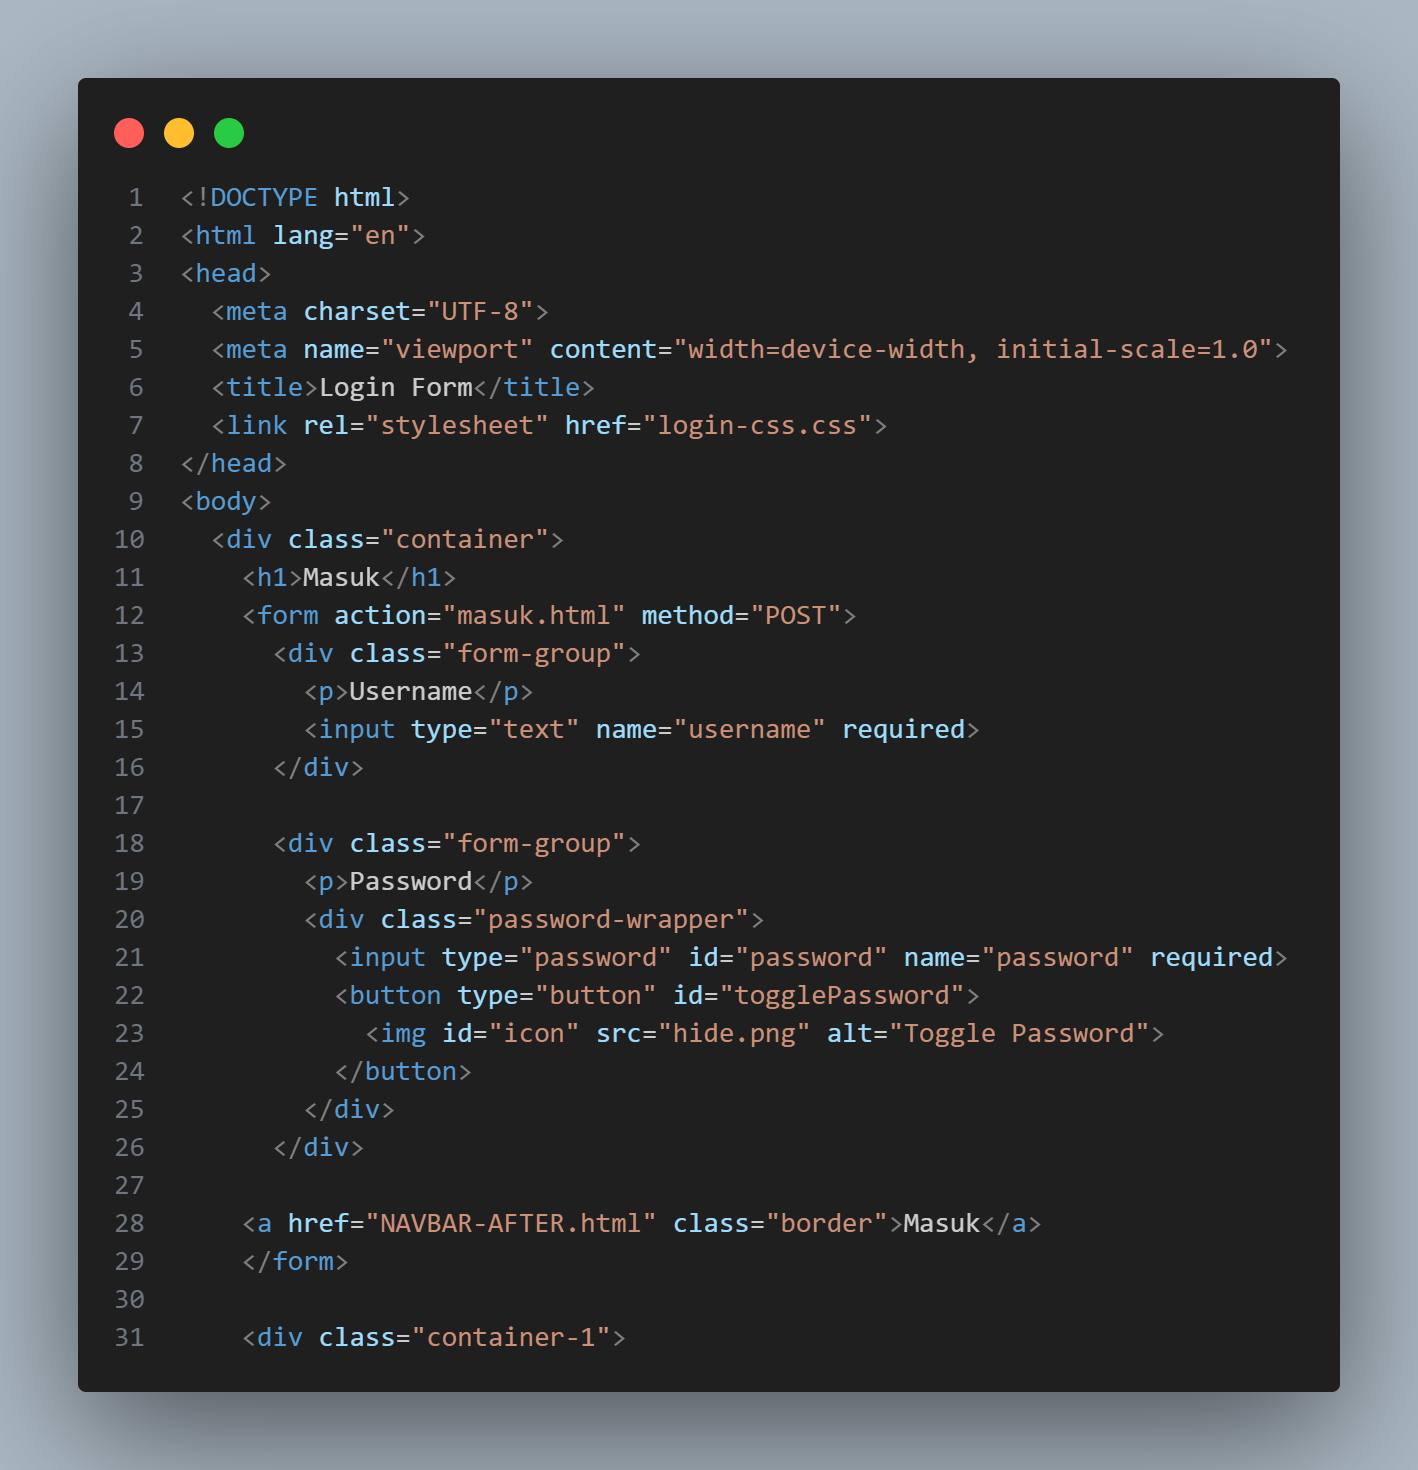 1 <!DOCTYPE html>
2 <html lang="en">
3 <head>
4   <meta charset="UTF-8">
5   <meta name="viewport" content="width=device-width, initial-scale=1.0">
6   <title>Login Form</title>
7   <link rel="stylesheet" href="login-css.css">
8 </head>
9 <body>
10   <div class="container">
11     <h1>Masuk</h1>
12     <form action="masuk.html" method="POST">
13       <div class="form-group">
14         <p>Username</p>
15         <input type="text" name="username" required>
16       </div>
17
18       <div class="form-group">
19         <p>Password</p>
20         <div class="password-wrapper">
21           <input type="password" id="password" name="password" required>
22           <button type="button" id="togglePassword">
23             <img id="icon" src="hide.png" alt="Toggle Password">
24           </button>
25         </div>
26       </div>
27
28     <a href="NAVBAR-AFTER.html" class="border">Masuk</a>
29     </form>
30
31     <div class="container-1">